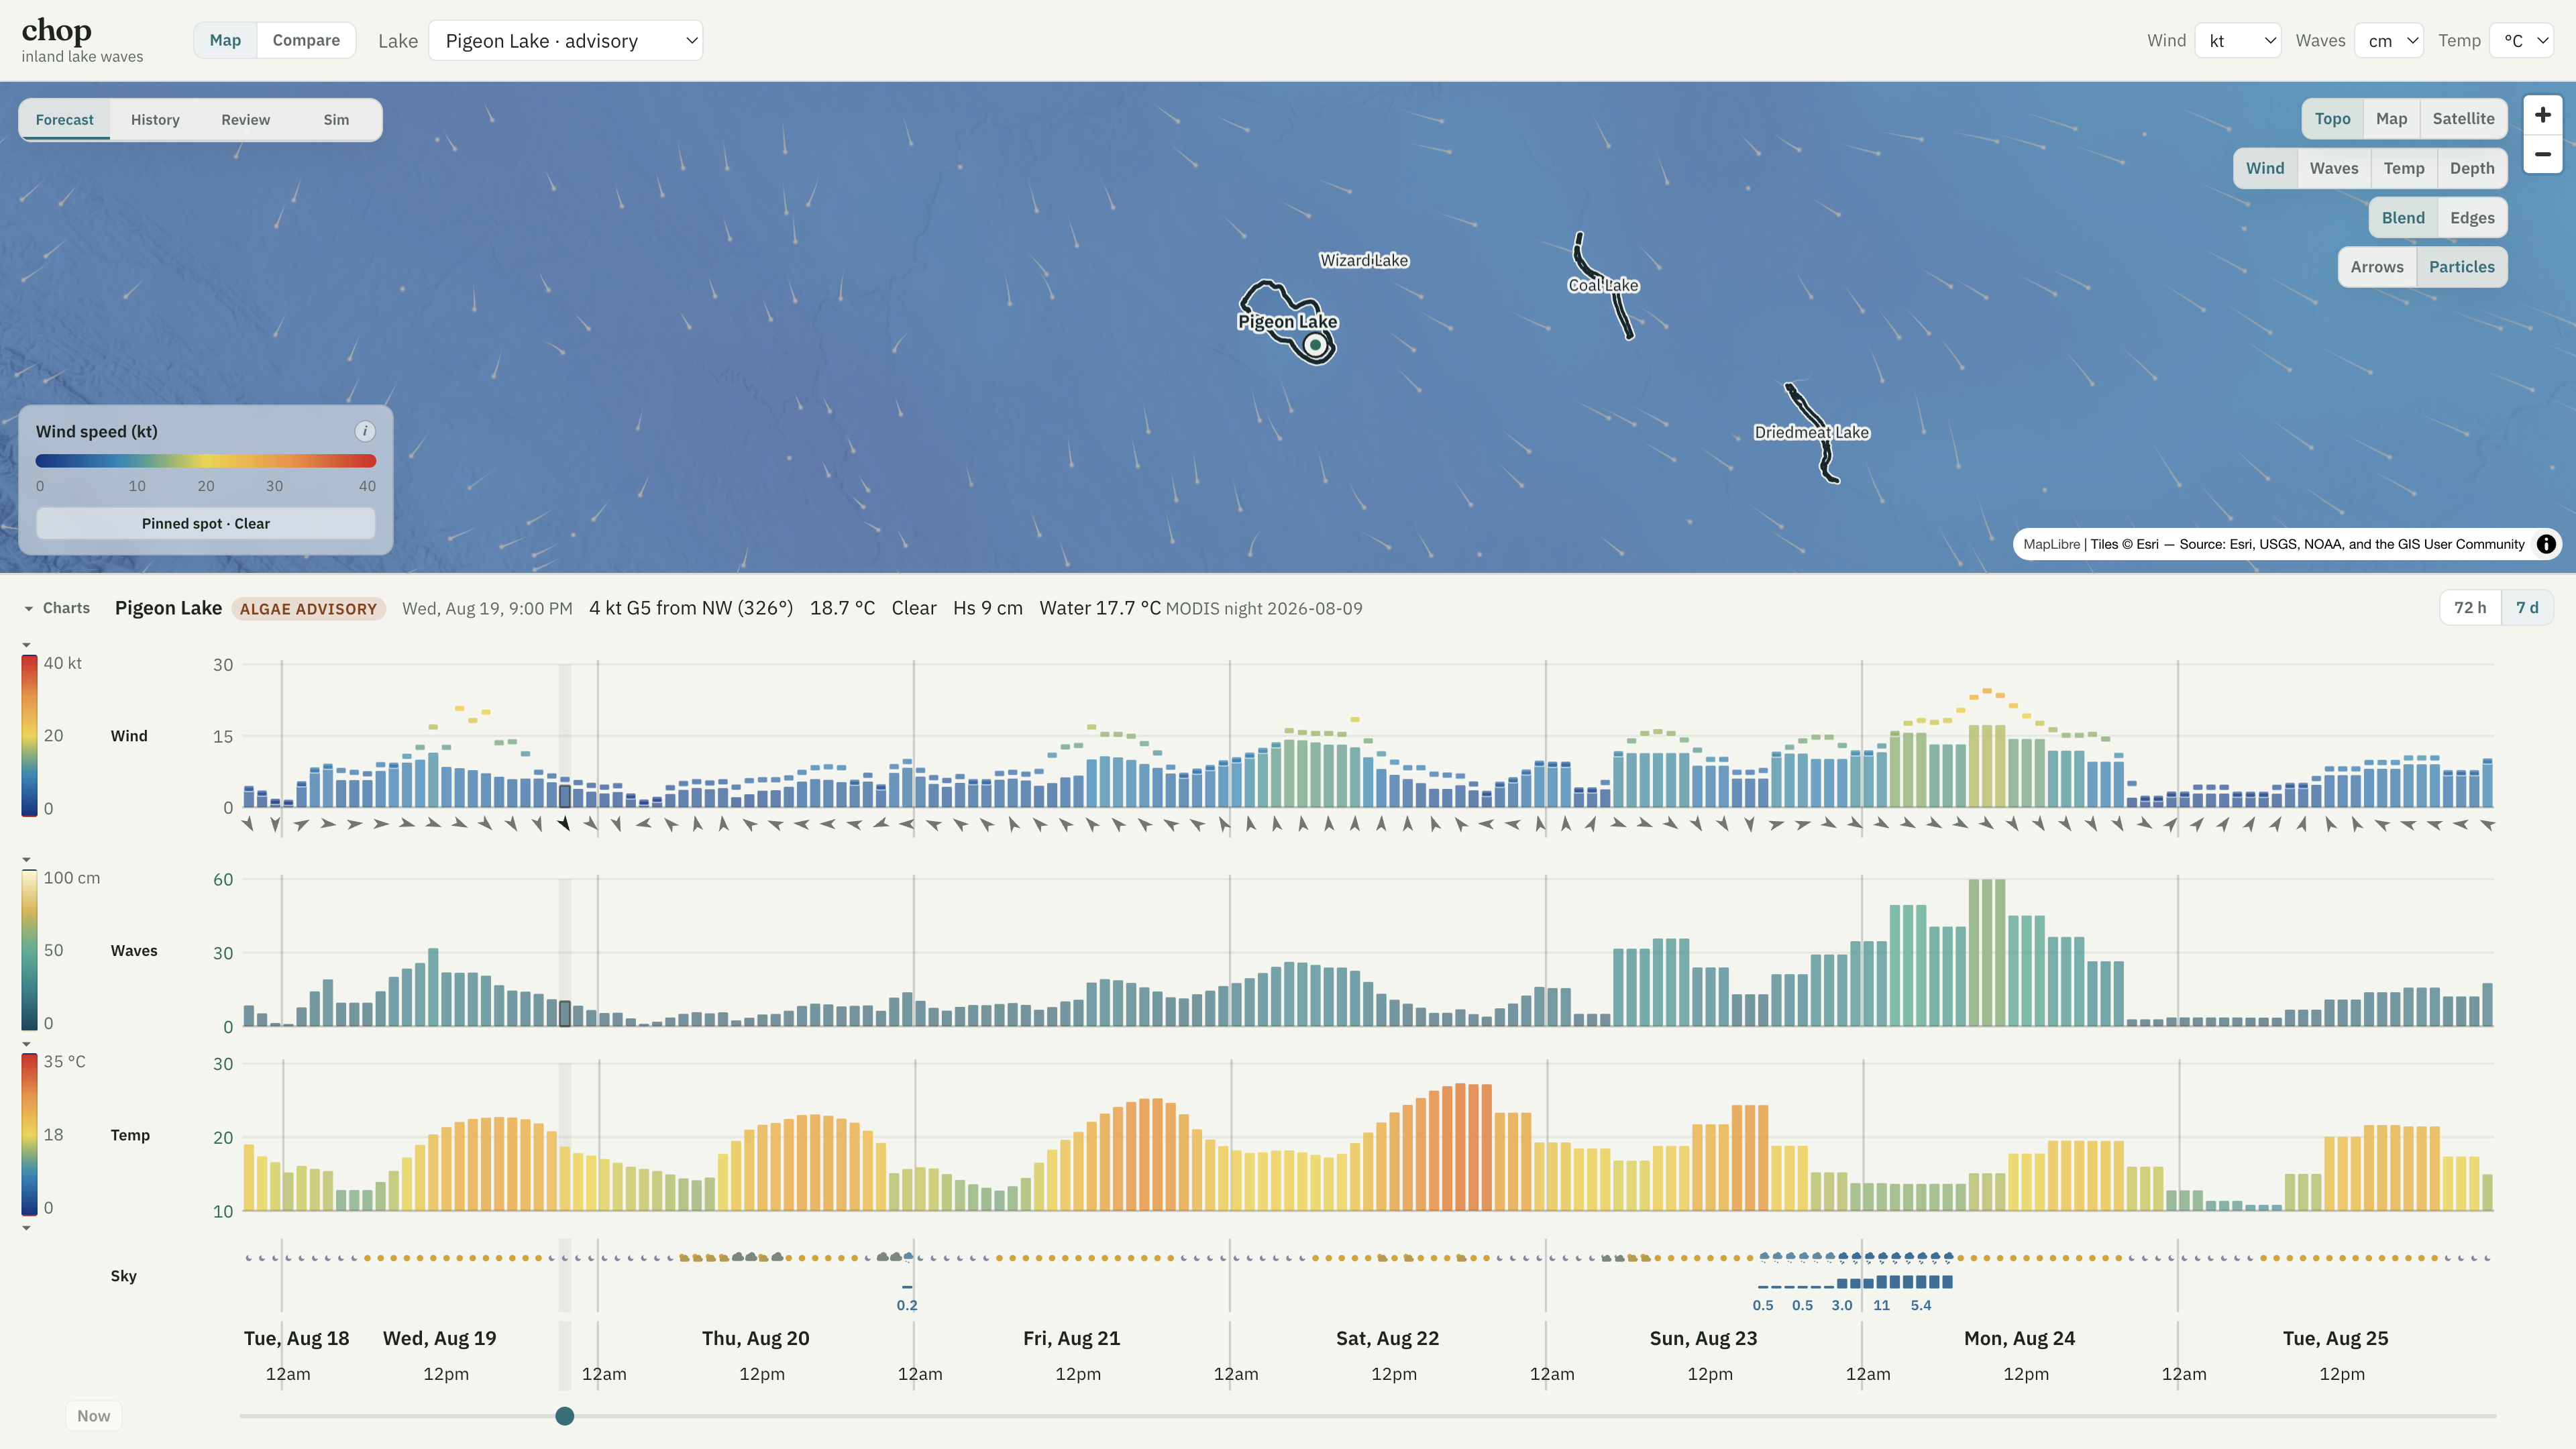 chop
inland lake waves
Map
Compare
Lake
Pigeon Lake · advisory
Wind
kt
Waves
cm
Temp
°C
Forecast
History
Review
Sim
Topo
Map
Satellite
Wind
Waves
Temp
Depth
Blend
Edges
Arrows
Particles
Wizard Lake
Coal Lake
Pigeon Lake
Driedmeat Lake
Wind speed (kt)
i
0 10 20 30 40
Pinned spot · Clear
MapLibre | Tiles © Esri — Source: Esri, USGS, NOAA, and the GIS User Community
Charts
Pigeon Lake ALGAE ADVISORY Wed, Aug 19, 9:00 PM 4 kt G5 from NW (326°) 18.7 °C Clear Hs 9 cm Water 17.7 °C MODIS night 2026-08-09
72 h
7 d
40 kt
20
0
Wind
30
15
0
100 cm
50
0
Waves
60
30
0
35 °C
18
0
Temp
30
20
10
Sky
0.2 0.5 0.5 3.0 11 5.4
Tue, Aug 18 Wed, Aug 19 Thu, Aug 20 Fri, Aug 21 Sat, Aug 22 Sun, Aug 23 Mon, Aug 24 Tue, Aug 25
12am 12pm 12am 12pm 12am 12pm 12am 12pm 12am 12pm 12am 12pm 12am 12pm
Now